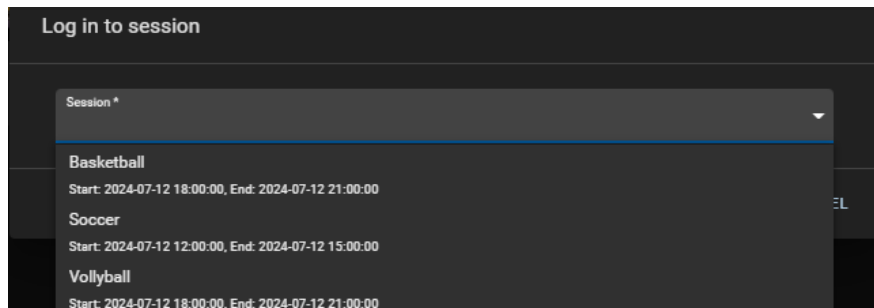 Log in to session
Session *
Basketball
Start: 2024-07-12 18:00:00, End: 2024-07-12 21:00:00
EL
Soccer
Start: 2024-07-12 12:00:00, End: 2024-07-12 15:00:00
Vollyball
Start: 2024-07-12 18:00:00, End: 2024-07-12 21:00:00